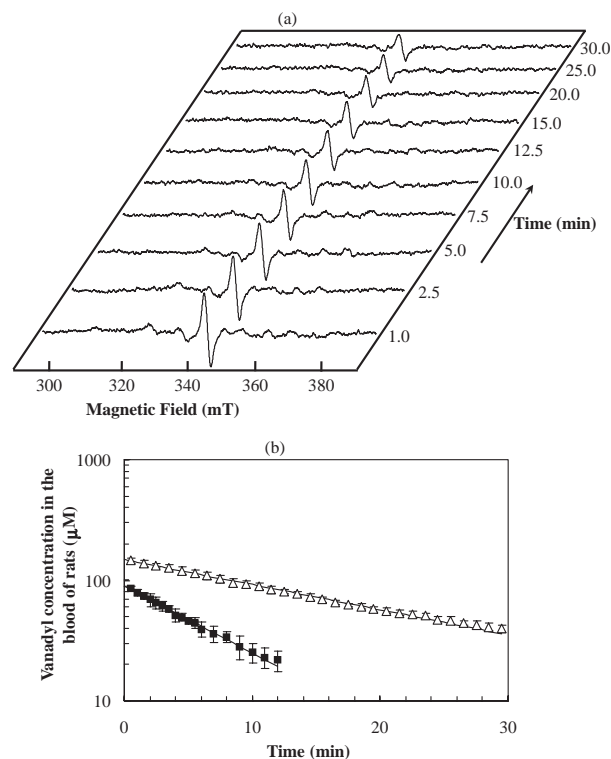 (a)
30.0
25.0
20.0
15.0
12.5
10.0
7.5
5.0
2.5
1.0
Time (min)
300 320 340 360 380
Magnetic Field (mT)
(b)
Vanadyl concentration in the
blood of rats (μM)
1000
100
10
0 10 20 30
Time (min)